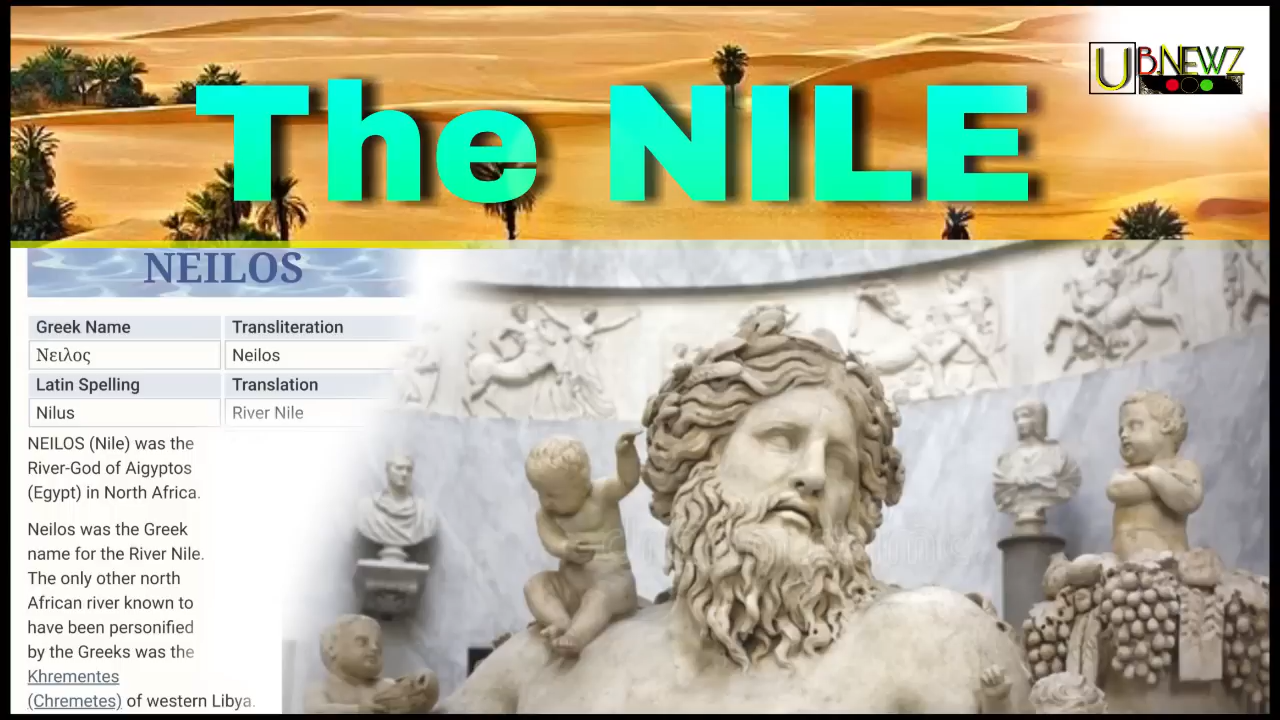 The NILE
UBNEWZ
NEILOS
Greek Name Transliteration
Νειλος Neilos
Latin Spelling Translation
Nilus River Nile
NEILOS (Nile) was the
River-God of Aigyptos
(Egypt) in North Africa.
Neilos was the Greek
name for the River Nile.
The only other north
African river known to
have been personified
by the Greeks was the
Khrementes
(Chremetes) of western Libya.